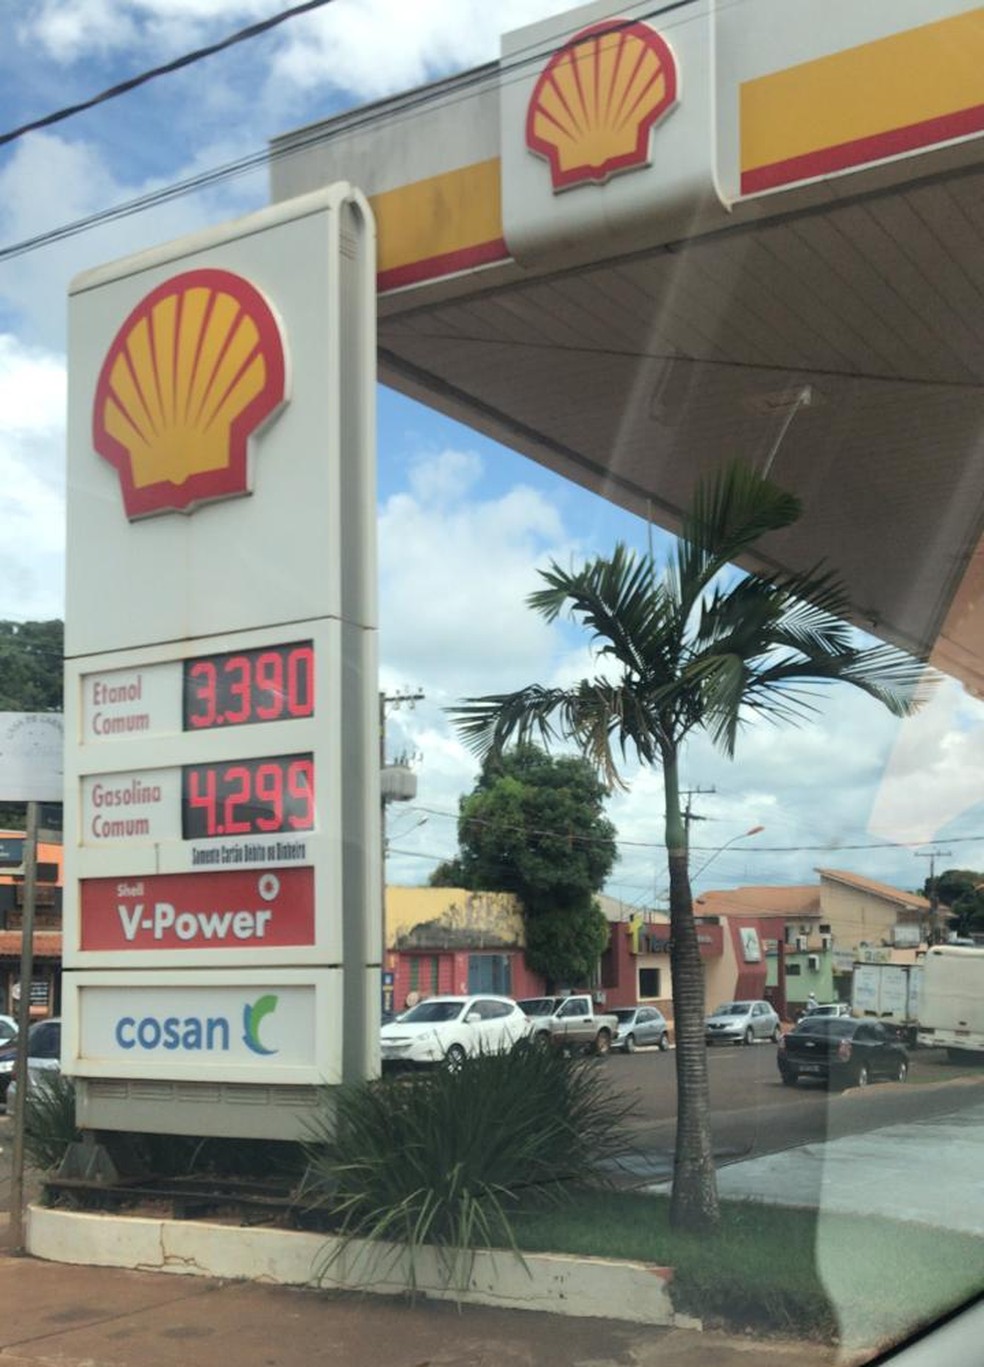 Etanol
Comum
3.390
Gasolina
Comum
4.299
Somente Cartão Débito ou Dinheiro
Shell
V-Power
cosan